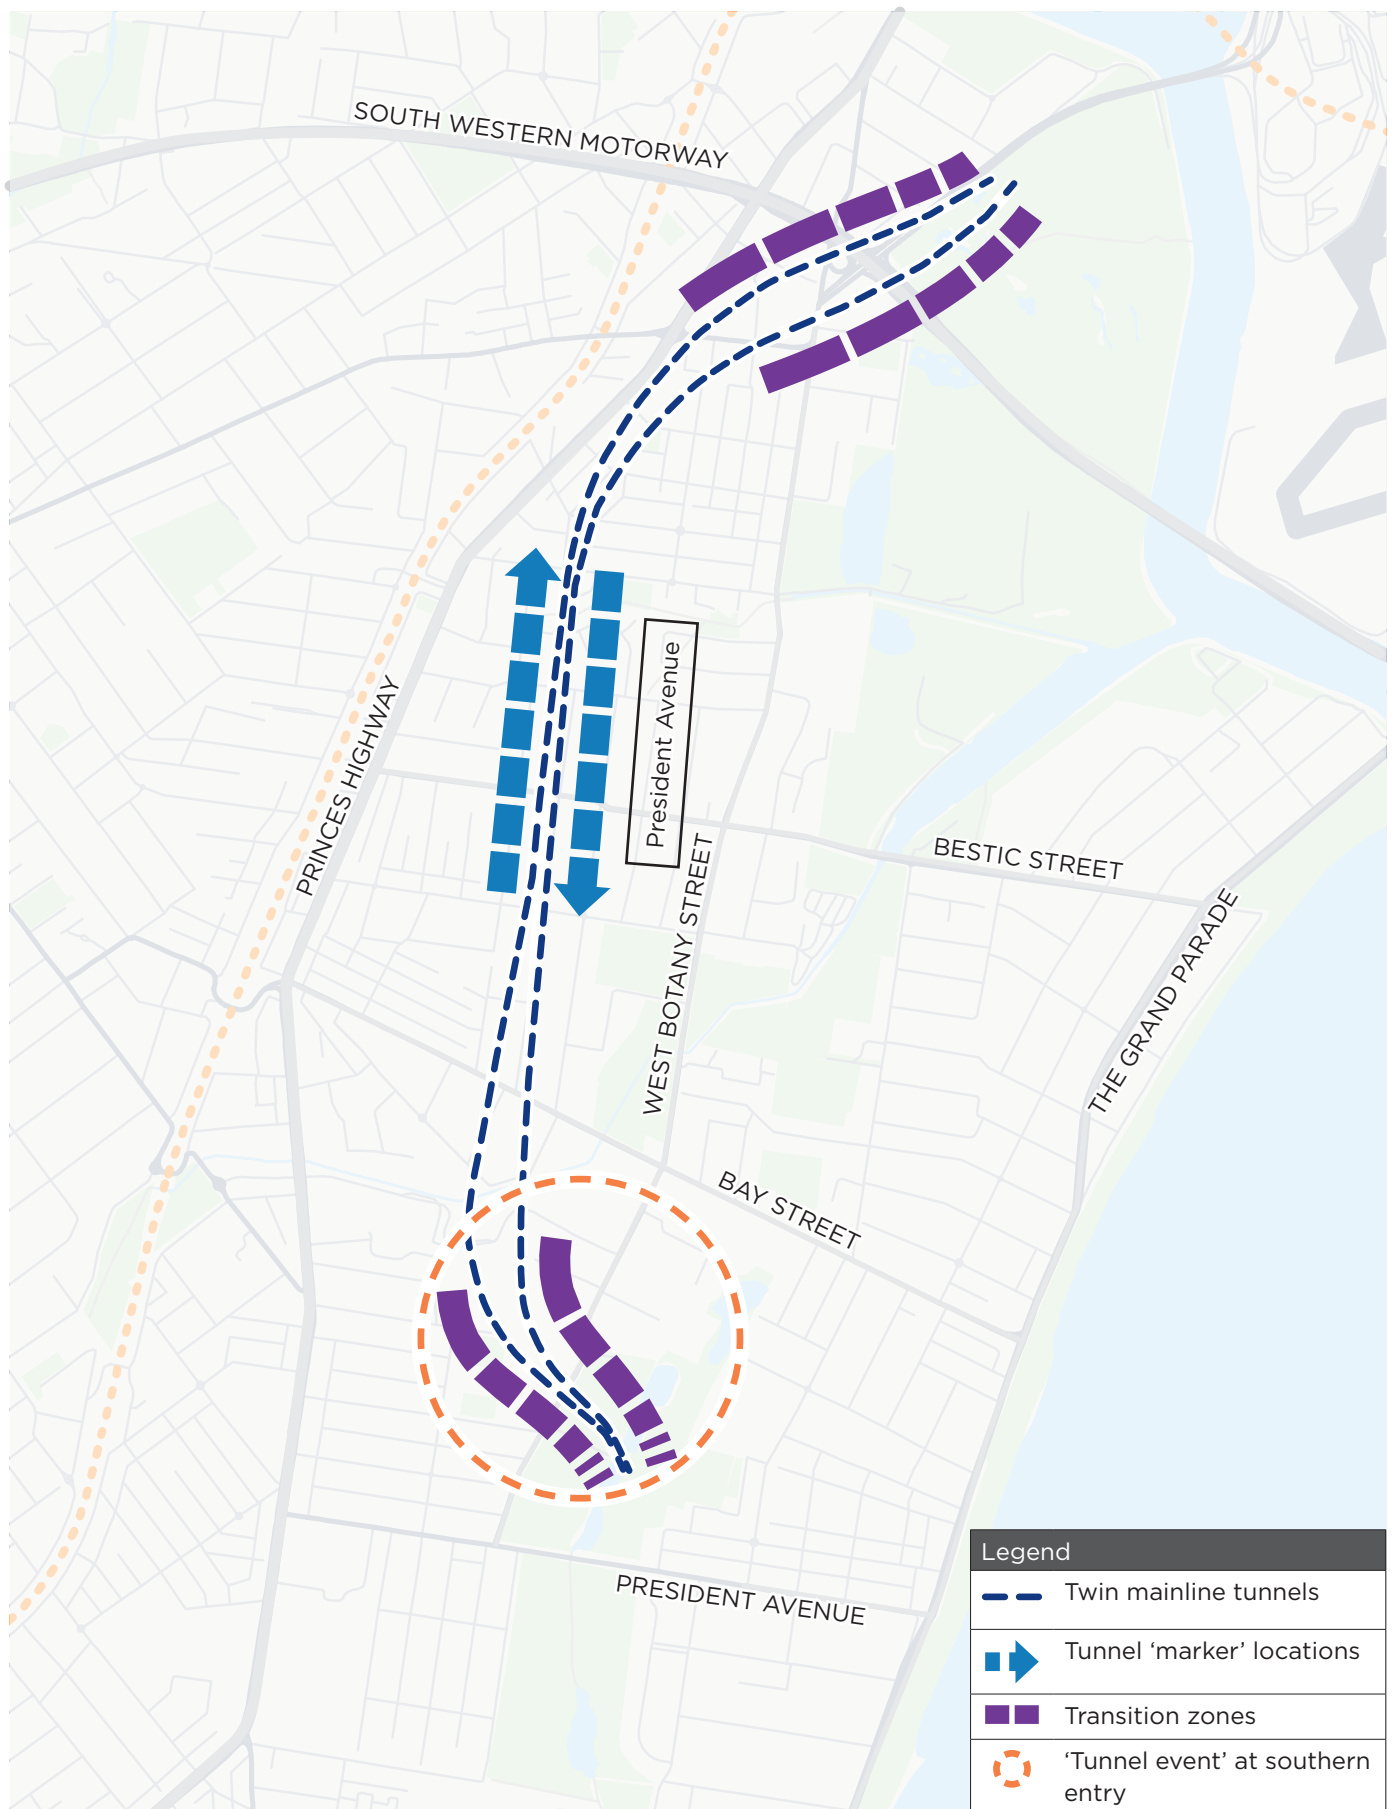 SOUTH WESTERN MOTORWAY
President Avenue
PRINCES HIGHWAY
BESTIC STREET
WEST BOTANY STREET
THE GRAND PARADE
BAY STREET
PRESIDENT AVENUE
Legend
Twin mainline tunnels
Tunnel ‘marker’ locations
Transition zones
‘Tunnel event’ at southern
entry